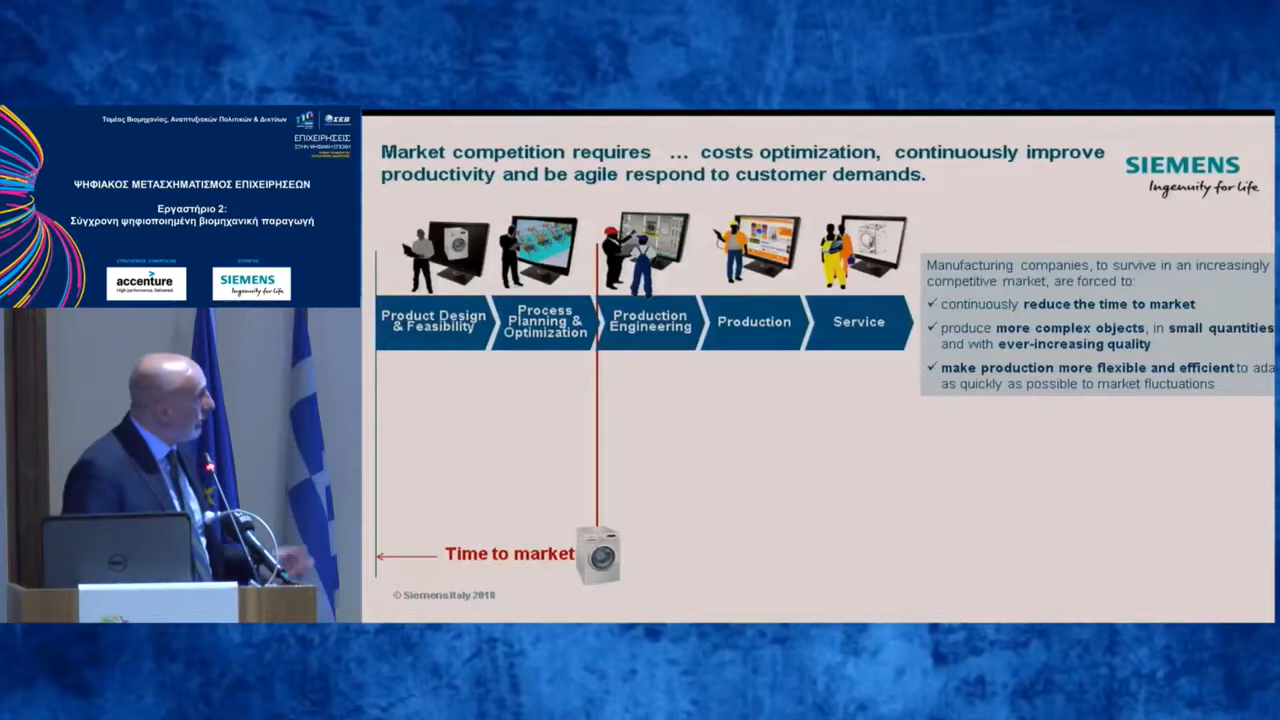 Τομέας Βιομηχανίας, Αναπτυξιακών Πολιτικών & Δικτύων
ΣΕΒ
ΕΠΙΧΕΙΡΗΣΕΙΣ
ΣΤΗΝ ΨΗΦΙΑΚΗ ΕΠΟΧΗ
ΨΗΦΙΑΚΟΣ ΜΕΤΑΣΧΗΜΑΤΙΣΜΟΣ ΕΠΙΧΕΙΡΗΣΕΩΝ
Εργαστήριο 2:
Σύγχρονη ψηφιοποιημένη βιομηχανική παραγωγή
accenture
High performance. Delivered.
SIEMENS
Ingenuity for life
Market competition requires ... costs optimization, continuously improve
productivity and be agile respond to customer demands.
SIEMENS
Ingenuity for life
Product Design
& Feasibility
Process
Planning &
Optimization
Production
Engineering
Production
Service
Manufacturing companies, to survive in an increasingly
competitive market, are forced to:
✓ continuously reduce the time to market
✓ produce more complex objects, in small quantities
and with ever-increasing quality
✓ make production more flexible and efficient to ada
as quickly as possible to market fluctuations
Time to market
© Siemens Italy 2018
DELL